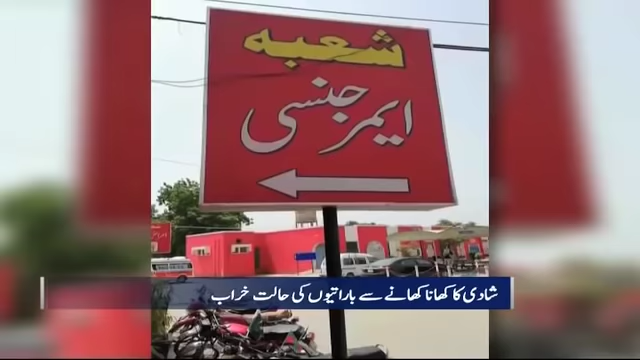 شعبہ
ایمرجنسی
شادی کا کھانا کھانے سے باراتیوں کی حالت خراب